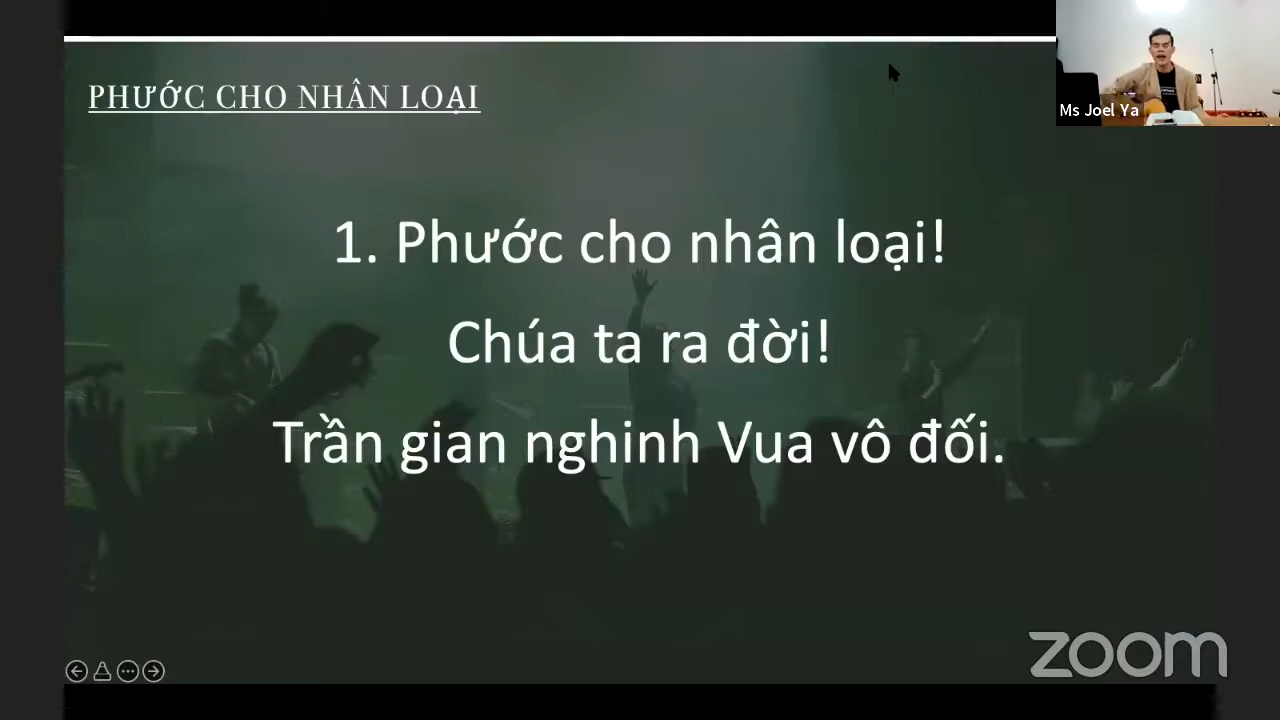 PHƯỚC CHO NHÂN LOẠI
Ms Joel Ya
1. Phước cho nhân loại!
Chúa ta ra đời!
Trần gian nghinh Vua vô đối.
zoom